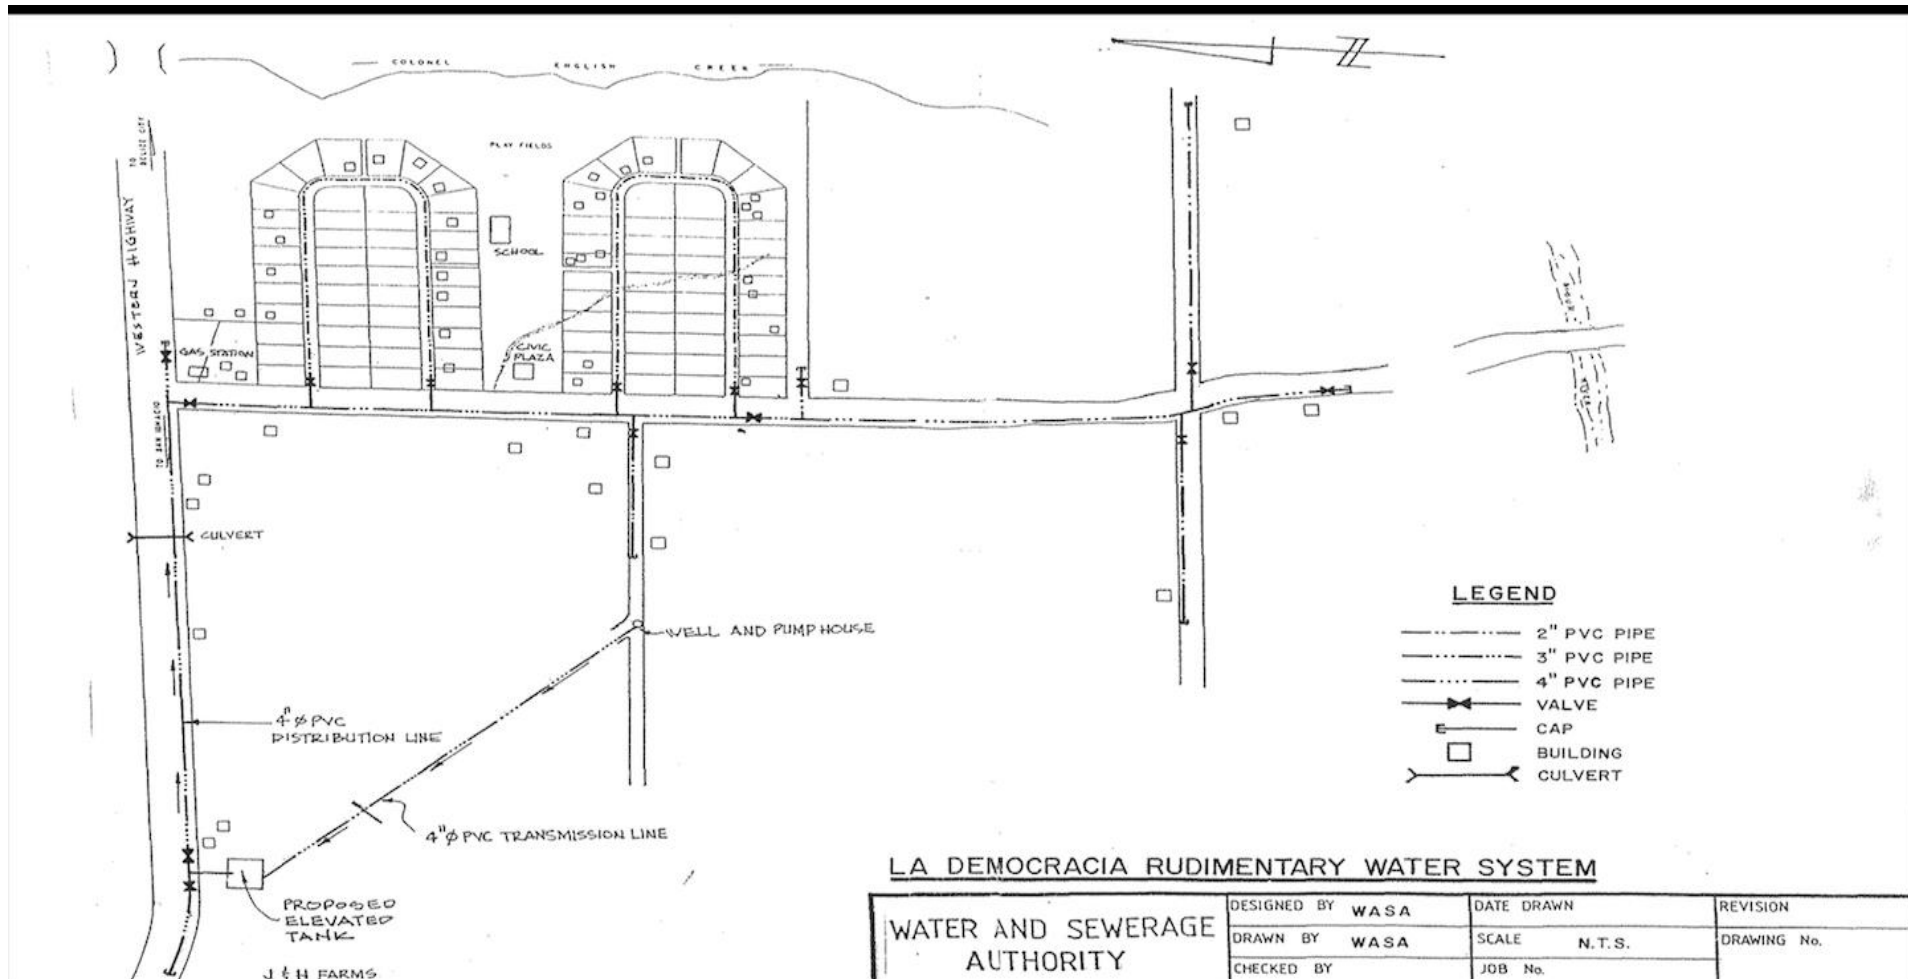 COLONEL ENGLISH CREEK
TO
BELIZE CITY
WESTERN HIGHWAY
PLAY FIELDS
SCHOOL
GAS STATION
CIVIC
PLAZA
TO SAN IGNACIO
CULVERT
WELL AND PUMP HOUSE
4"ø PVC
DISTRIBUTION LINE
4"ø PVC TRANSMISSION LINE
PROPOSED
ELEVATED
TANK
J & H FARMS
LEGEND
2" PVC PIPE
3" PVC PIPE
4" PVC PIPE
VALVE
CAP
BUILDING
CULVERT
LA DEMOCRACIA RUDIMENTARY WATER SYSTEM
WATER AND SEWERAGE
AUTHORITY
DESIGNED BY WASA
DRAWN BY WASA
CHECKED BY
DATE DRAWN
SCALE N.T.S.
JOB No.
REVISION
DRAWING No.